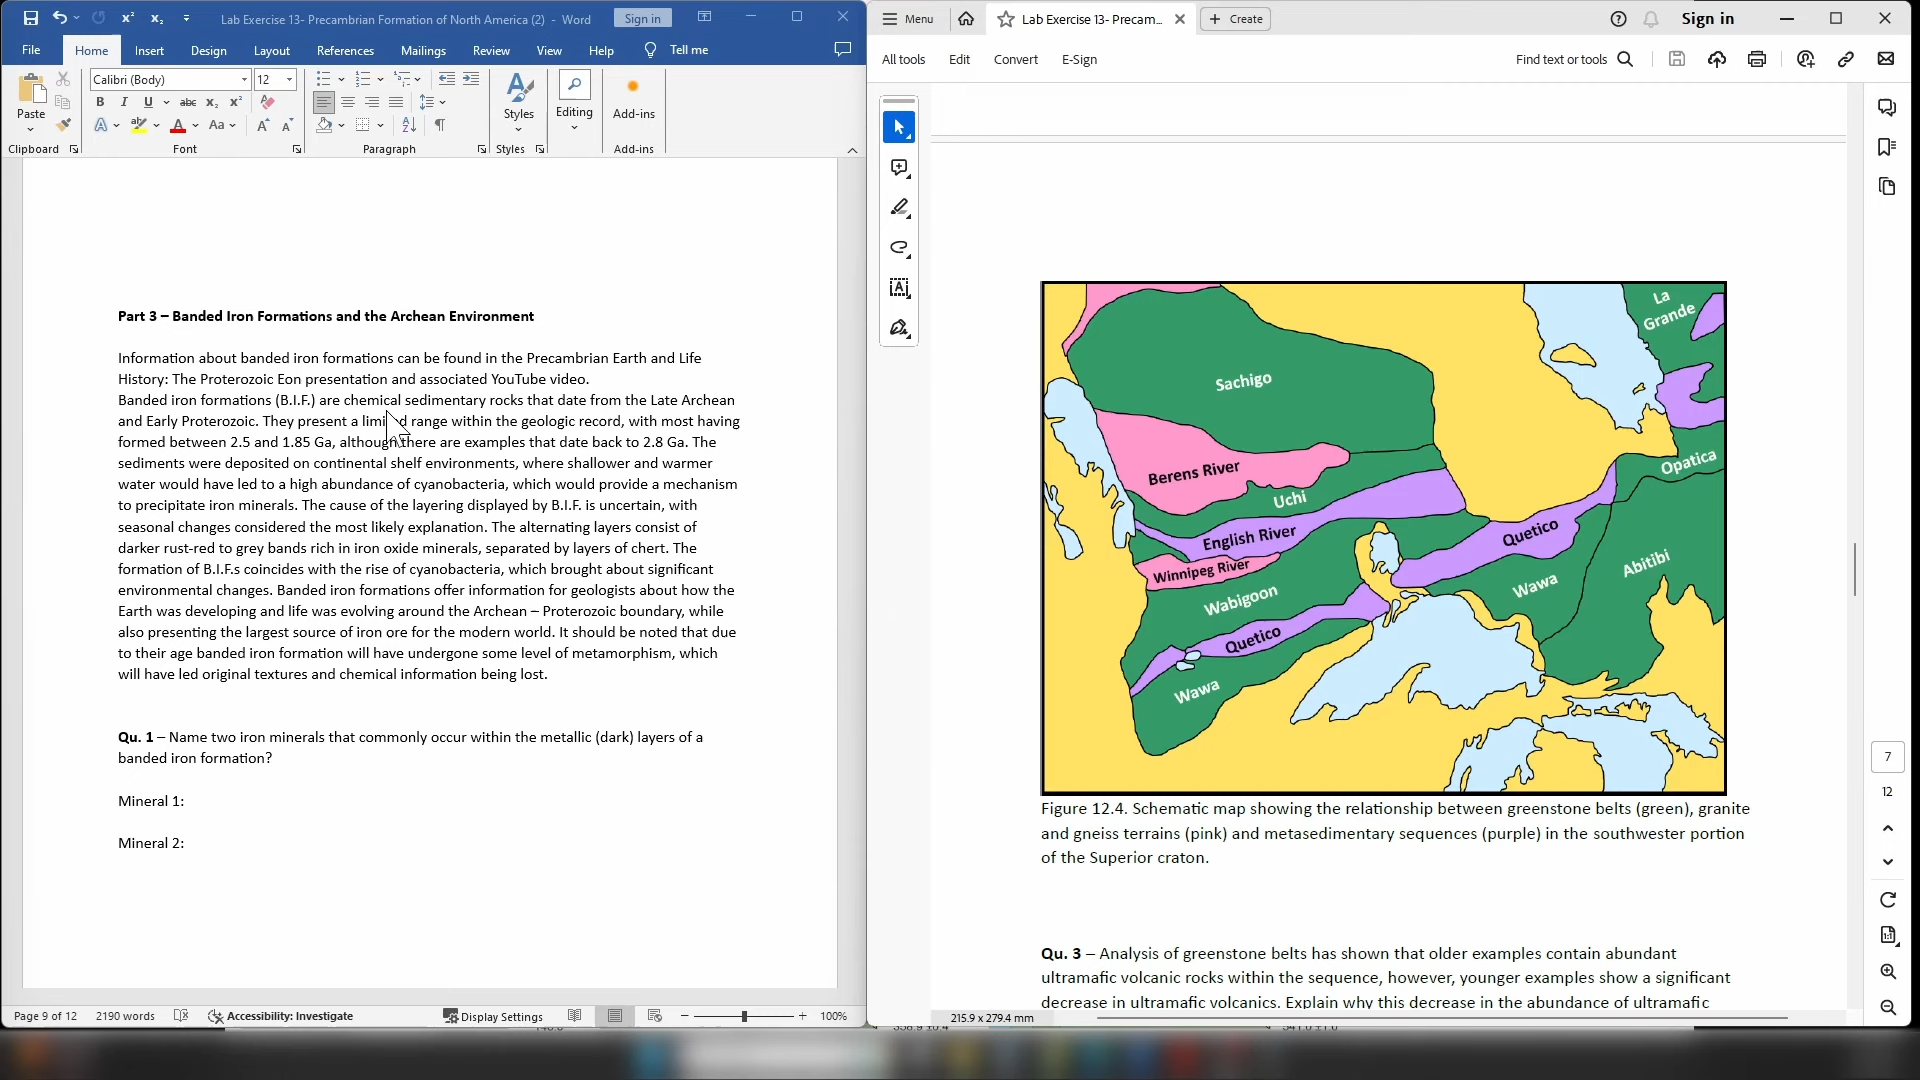 Lab Exercise 13- Precambrian Formation of North America (2) - Word
Sign in
File Home Insert Design Layout References Mailings Review View Help Tell me
Calibri (Body) 12
Paste
Styles
Editing
Add-ins
Clipboard Font Paragraph Styles Add-ins
Part 3 – Banded Iron Formations and the Archean Environment
Information about banded iron formations can be found in the Precambrian Earth and Life
History: The Proterozoic Eon presentation and associated YouTube video.
Banded iron formations (B.I.F.) are chemical sedimentary rocks that date from the Late Archean
and Early Proterozoic. They present a limited range within the geologic record, with most having
formed between 2.5 and 1.85 Ga, although there are examples that date back to 2.8 Ga. The
sediments were deposited on continental shelf environments, where shallower and warmer
water would have led to a high abundance of cyanobacteria, which would provide a mechanism
to precipitate iron minerals. The cause of the layering displayed by B.I.F. is uncertain, with
seasonal changes considered the most likely explanation. The alternating layers consist of
darker rust-red to grey bands rich in iron oxide minerals, separated by layers of chert. The
formation of B.I.F.s coincides with the rise of cyanobacteria, which brought about significant
environmental changes. Banded iron formations offer information for geologists about how the
Earth was developing and life was evolving around the Archean – Proterozoic boundary, while
also presenting the largest source of iron ore for the modern world. It should be noted that due
to their age banded iron formation will have undergone some level of metamorphism, which
will have led original textures and chemical information being lost.
Qu. 1 – Name two iron minerals that commonly occur within the metallic (dark) layers of a
banded iron formation?
Mineral 1:
Mineral 2:
Page 9 of 12 2190 words Accessibility: Investigate Display Settings 100%
Menu
Lab Exercise 13- Precam...
Create
Sign in
All tools Edit Convert E-Sign
Find text or tools
La
Grande
Sachigo
Opatica
Berens River
Uchi
Quetico
English River
Abitibi
Winnipeg River
Wawa
Wabigoon
Quetico
Wawa
Figure 12.4. Schematic map showing the relationship between greenstone belts (green), granite
and gneiss terrains (pink) and metasedimentary sequences (purple) in the southwester portion
of the Superior craton.
Qu. 3 – Analysis of greenstone belts has shown that older examples contain abundant
ultramafic volcanic rocks within the sequence, however, younger examples show a significant
decrease in ultramafic volcanics. Explain why this decrease in the abundance of ultramafic
215.9 x 279.4 mm
7
12